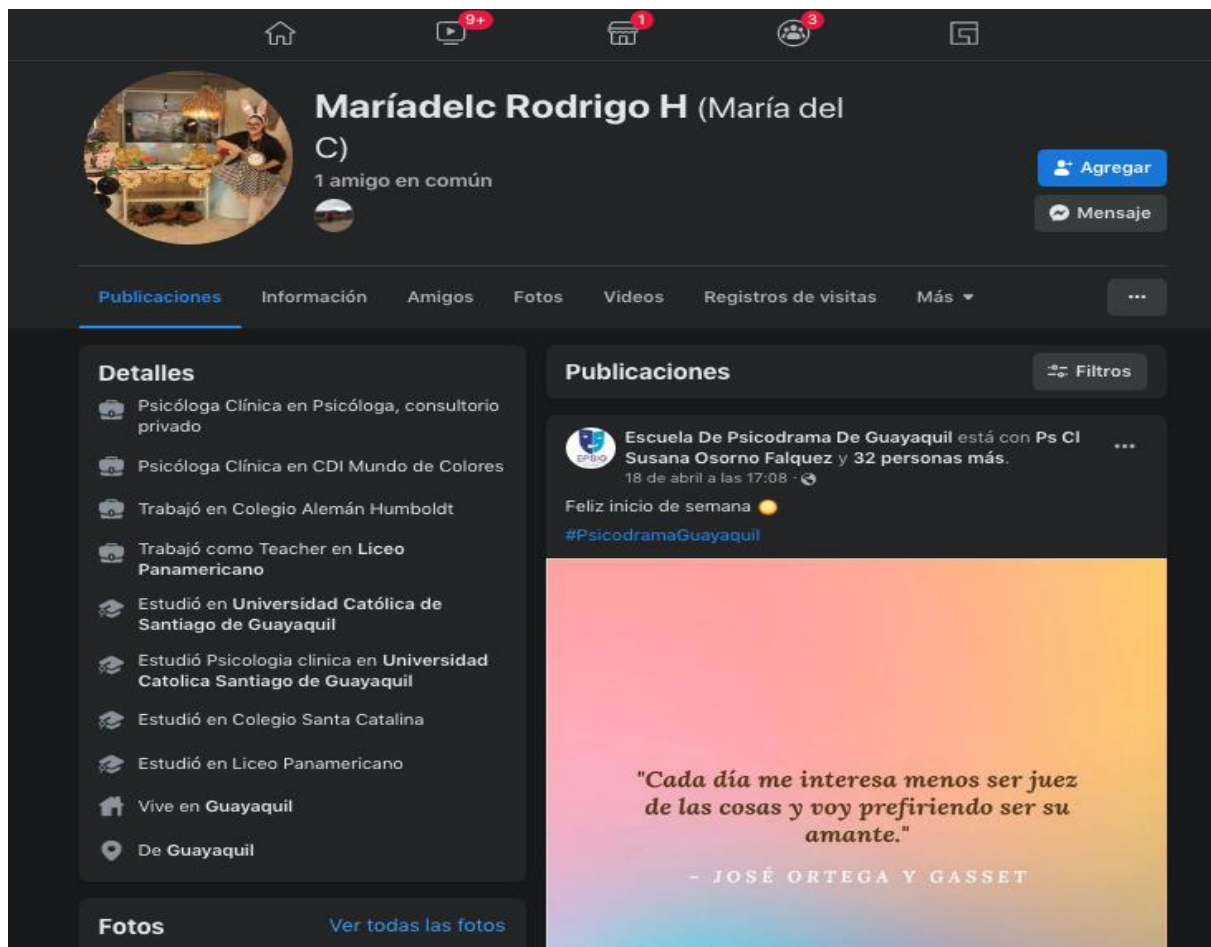 9+
1
3
Maríadelc Rodrigo H (María del
C)
1 amigo en común
Agregar
Mensaje
Publicaciones
Información
Amigos
Fotos
Videos
Registros de visitas
Más
Detalles
Psicóloga Clínica en Psicóloga, consultorio
privado
Psicóloga Clínica en CDI Mundo de Colores
Trabajó en Colegio Alemán Humboldt
Trabajó como Teacher en Liceo
Panamericano
Estudió en Universidad Católica de
Santiago de Guayaquil
Estudió Psicologia clinica en Universidad
Catolica Santiago de Guayaquil
Estudió en Colegio Santa Catalina
Estudió en Liceo Panamericano
Vive en Guayaquil
De Guayaquil
Fotos
Ver todas las fotos
Publicaciones
Filtros
EPBIG
Escuela De Psicodrama De Guayaquil está con Ps Cl
Susana Osorno Falquez y 32 personas más.
18 de abril a las 17:08 ·
Feliz inicio de semana
#PsicodramaGuayaquil
"Cada día me interesa menos ser juez
de las cosas y voy prefiriendo ser su
amante."
– JOSÉ ORTEGA Y GASSET